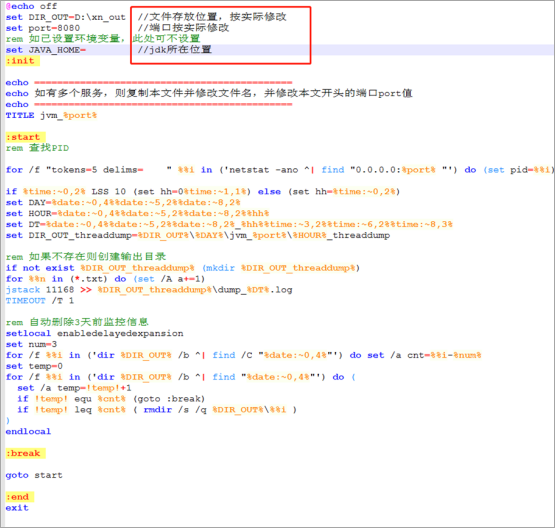 @echo off
set DIR_OUT=D:\xn_out   //文件存放位置，按实际修改
set port=8080           //端口按实际修改
rem 如已设置环境变量，此处可不设置
set JAVA_HOME=          //jdk所在位置
:init

echo =============================================
echo 如有多个服务，则复制本文件并修改文件名，并修改本文开头的端口port值
echo =============================================
TITLE jvm_%port%

:start
rem 查找PID

for /f "tokens=5 delims=    " %%i in ('netstat -ano ^| find "0.0.0.0:%port% "') do (set pid=%%i)

if %time:~0,2% LSS 10 (set hh=0%time:~1,1%) else (set hh=%time:~0,2%)
set DAY=%date:~0,4%%date:~5,2%%date:~8,2%
set HOUR=%date:~0,4%%date:~5,2%%date:~8,2%%hh%
set DT=%date:~0,4%%date:~5,2%%date:~8,2%_%hh%%time:~3,2%%time:~6,2%%time:~8,3%
set DIR_OUT_threaddump=%DIR_OUT%\%DAY%\jvm_%port%\%HOUR%_threaddump

rem 如果不存在则创建输出目录
if not exist %DIR_OUT_threaddump% (mkdir %DIR_OUT_threaddump%)
for %%n in (*.txt) do (set /A a+=1)
jstack 11168 >> %DIR_OUT_threaddump%\dump_%DT%.log
TIMEOUT /T 1

rem 自动删除3天前监控信息
setlocal enabledelayedexpansion
set num=3
for /f %%i in ('dir %DIR_OUT% /b ^| find /C "%date:~0,4%"') do set /a cnt=%%i-%num%
set temp=0
for /f %%i in ('dir %DIR_OUT% /b ^| find "%date:~0,4%"') do (
  set /a temp=!temp!+1
  if !temp! equ %cnt% (goto :break)
  if !temp! leq %cnt% ( rmdir /s /q %DIR_OUT%\%%i )
)
endlocal

:break

goto start

:end
exit